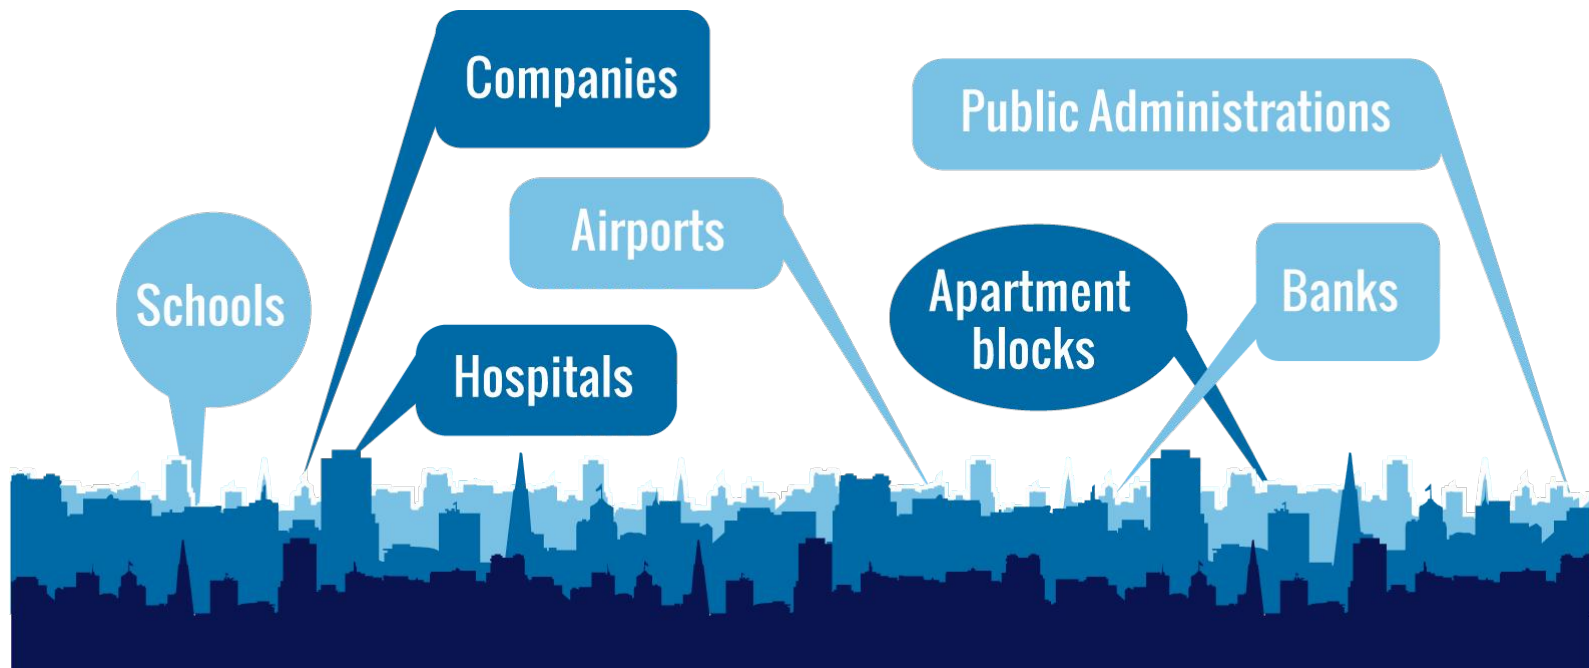 Companies
Public Administrations
Airports
Schools
Apartment
blocks
Banks
Hospitals